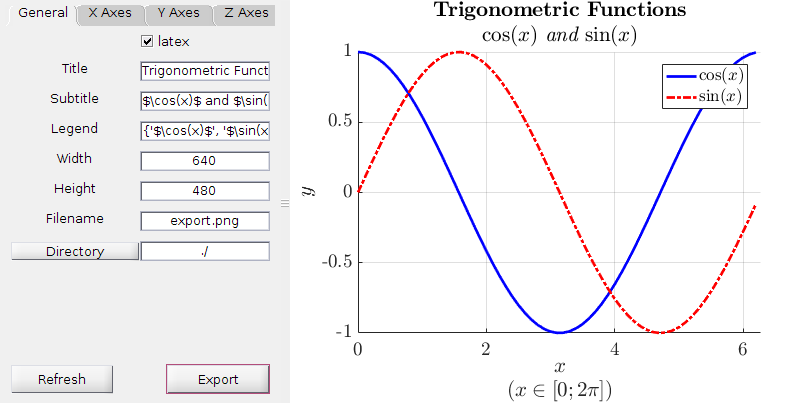 General X Axes Y Axes Z Axes
latex
Title Trigonometric Funct
Subtitle $\cos(x)$ and $\sin(
Legend {'$\cos(x)$', '$\sin(x
Width 640
Height 480
Filename export.png
Directory ./
Refresh Export
Trigonometric Functions
cos(x) and sin(x)
1
0.5
0
-0.5
-1
y
cos(x)
sin(x)
0 2 4 6
x
(x ∈ [0; 2π])